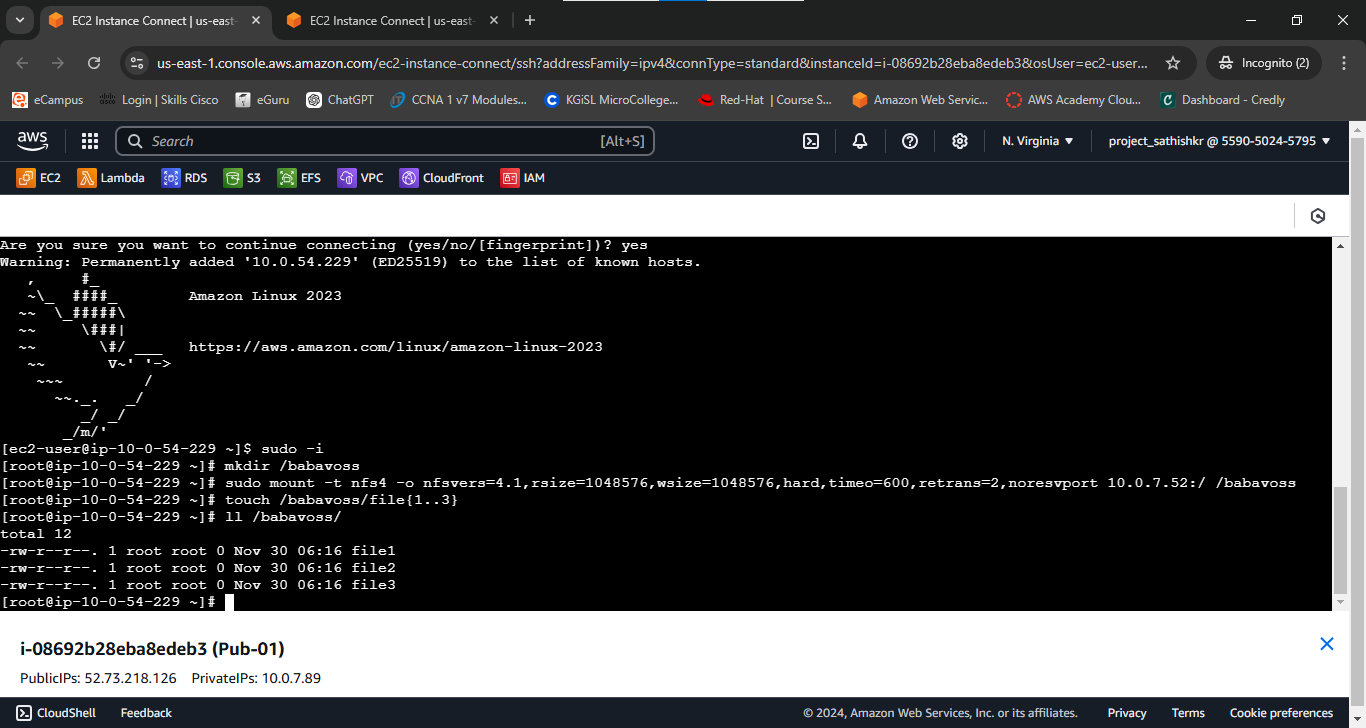 EC2 Instance Connect | us-east-
EC2 Instance Connect | us-east-
us-east-1.console.aws.amazon.com/ec2-instance-connect/ssh?addressFamily=ipv4&connType=standard&instanceId=i-08692b28eba8edeb3&osUser=ec2-user...
Incognito (2)
eCampus
Login | Skills Cisco
eGuru
ChatGPT
CCNA 1 v7 Modules...
KGiSL MicroCollege...
Red-Hat | Course S...
Amazon Web Servic...
AWS Academy Clou...
Dashboard - Credly
aws
Search
[Alt+S]
N. Virginia
project_sathishkr @ 5590-5024-5795
EC2
Lambda
RDS
S3
EFS
VPC
CloudFront
IAM
Are you sure you want to continue connecting (yes/no/[fingerprint])? yes
Warning: Permanently added '10.0.54.229' (ED25519) to the list of known hosts.
   ,     #_
   ~\_  ####_        Amazon Linux 2023
  ~~  \_#####\
  ~~     \###|
  ~~       \#/ ___   https://aws.amazon.com/linux/amazon-linux-2023
   ~~       V~' '->
    ~~~         /
      ~~._.   _/
         _/ _/
       _/m/'
[ec2-user@ip-10-0-54-229 ~]$ sudo -i
[root@ip-10-0-54-229 ~]# mkdir /babavoss
[root@ip-10-0-54-229 ~]# sudo mount -t nfs4 -o nfsvers=4.1,rsize=1048576,wsize=1048576,hard,timeo=600,retrans=2,noresvport 10.0.7.52:/ /babavoss
[root@ip-10-0-54-229 ~]# touch /babavoss/file{1..3}
[root@ip-10-0-54-229 ~]# ll /babavoss/
total 12
-rw-r--r--. 1 root root 0 Nov 30 06:16 file1
-rw-r--r--. 1 root root 0 Nov 30 06:16 file2
-rw-r--r--. 1 root root 0 Nov 30 06:16 file3
[root@ip-10-0-54-229 ~]#
i-08692b28eba8edeb3 (Pub-01)
PublicIPs: 52.73.218.126 PrivateIPs: 10.0.7.89
CloudShell
Feedback
© 2024, Amazon Web Services, Inc. or its affiliates.
Privacy
Terms
Cookie preferences